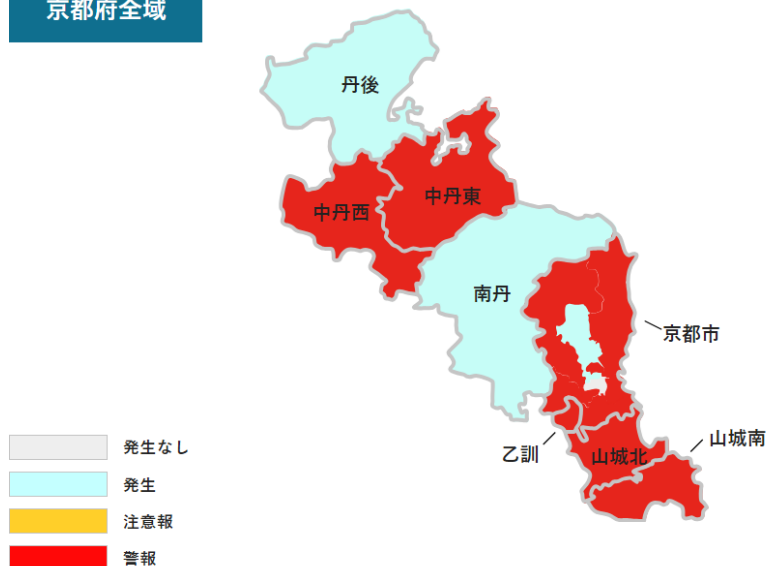 京都府全域
丹後
中丹東
中丹西
南丹
京都市
山城南
乙訓
山城北
発生なし
発生
注意報
警報